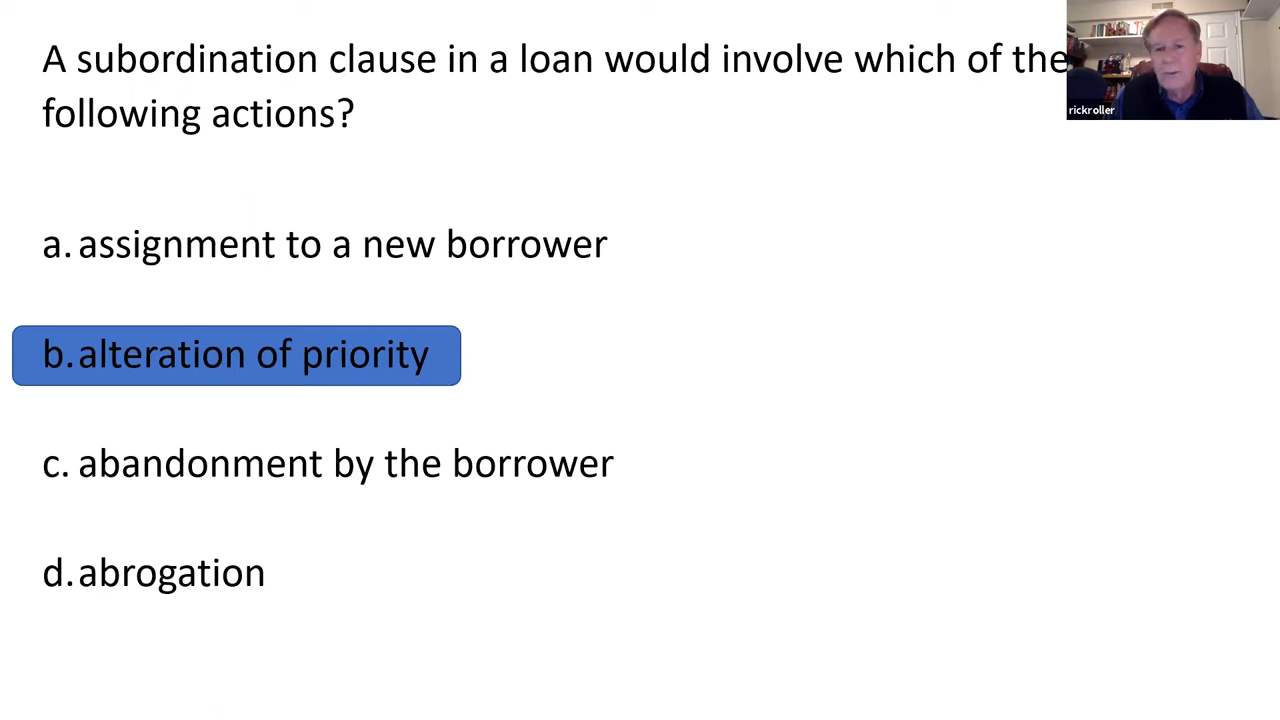 A subordination clause in a loan would involve which of the
following actions?
rickroller
a. assignment to a new borrower
b. alteration of priority
c. abandonment by the borrower
d. abrogation